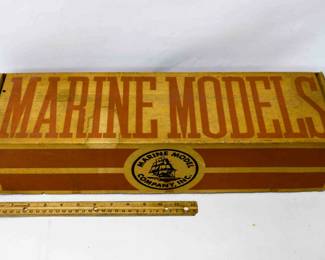 MARINE MODELS
MARINE MODEL
COMPANY, INC.